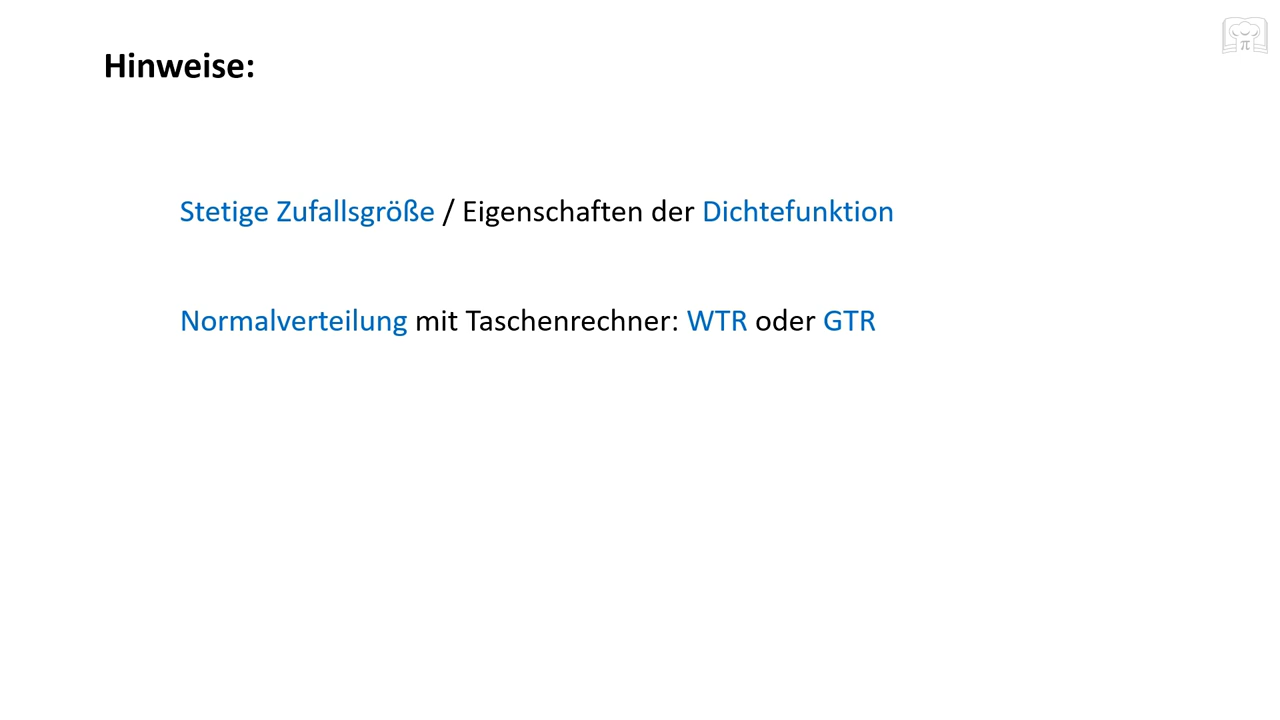 Hinweise:
Stetige Zufallsgröße / Eigenschaften der Dichtefunktion
Normalverteilung mit Taschenrechner: WTR oder GTR
π